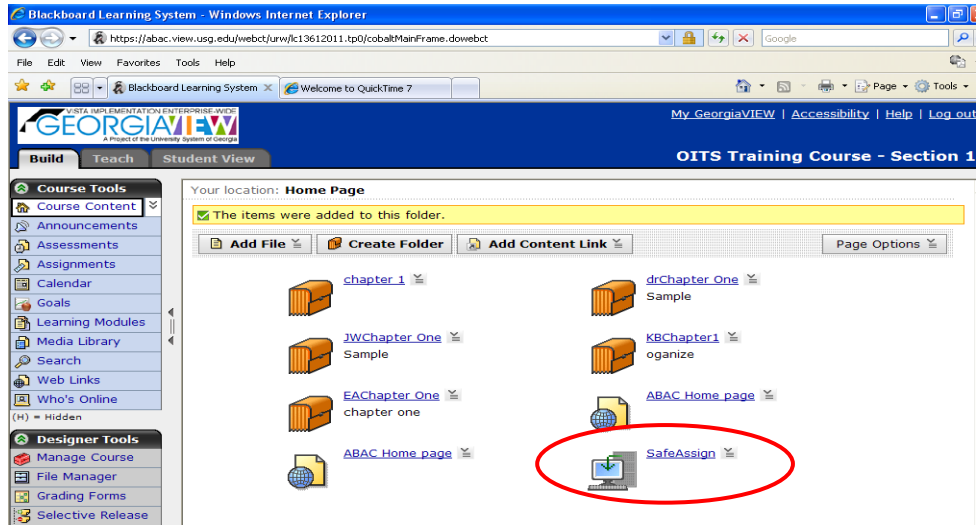 Blackboard Learning System - Windows Internet Explorer
https://abac.view.usg.edu/webct/urw/lc13612011.tp0/cobaltMainFrame.dowebct
Google
File Edit View Favorites Tools Help
Blackboard Learning System Welcome to QuickTime 7 Page Tools
VISTA IMPLEMENTATION ENTERPRISE-WIDE
GEORGIAVIEW
A Project of the University System of Georgia
My GeorgiaVIEW | Accessibility | Help | Log out
Build Teach Student View
OITS Training Course - Section 1
Course Tools
Course Content
Announcements
Assessments
Assignments
Calendar
Goals
Learning Modules
Media Library
Search
Web Links
Who's Online
(H) = Hidden
Designer Tools
Manage Course
File Manager
Grading Forms
Selective Release
Your location: Home Page
The items were added to this folder.
Add File Create Folder Add Content Link Page Options
chapter 1
drChapter One
Sample
JWChapter One
Sample
KBChapter1
oganize
EAChapter One
chapter one
ABAC Home page
ABAC Home page
SafeAssign